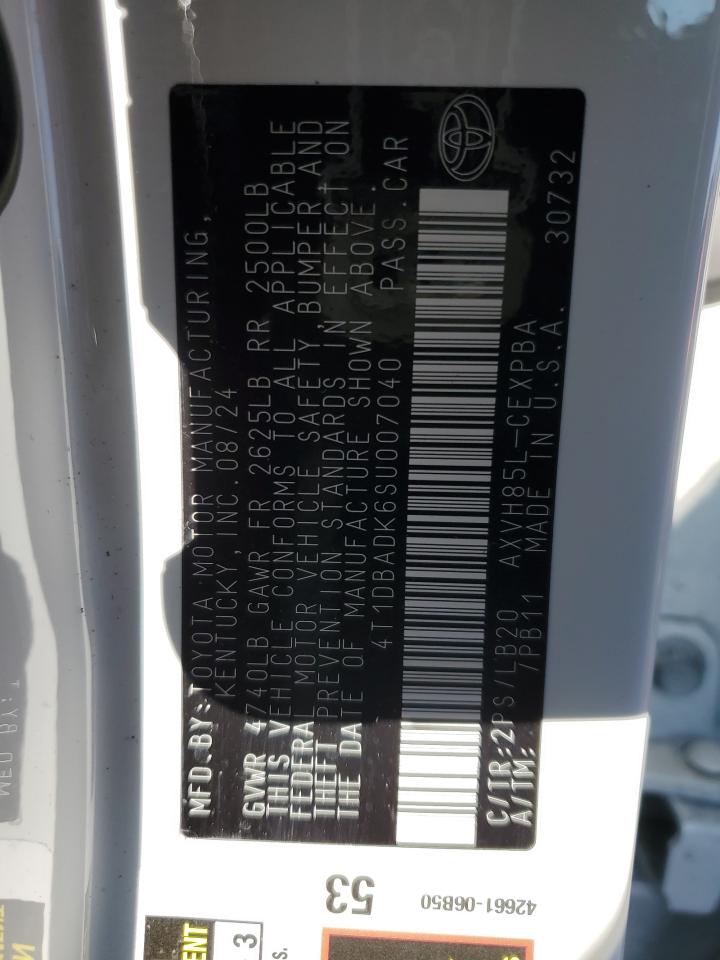 MFD BY: TOYOTA MOTOR MANUFACTURING,
KENTUCKY, INC. 08/24
GVWR 4740LB GAWR FR 2625LB RR 2500LB
THIS VEHICLE CONFORMS TO ALL APPLICABLE
FEDERAL MOTOR VEHICLE SAFETY, BUMPER AND
THEFT PREVENTION STANDARDS IN EFFECT ON
THE DATE OF MANUFACTURE SHOWN ABOVE.
4T1DBADK6SU007040 PASS.CAR
C/TR:2PS/LB20 AXVH85L-CEXPBA
A/TM: /PB11 MADE IN U.S.A. 30732
53
42661-06B50
3